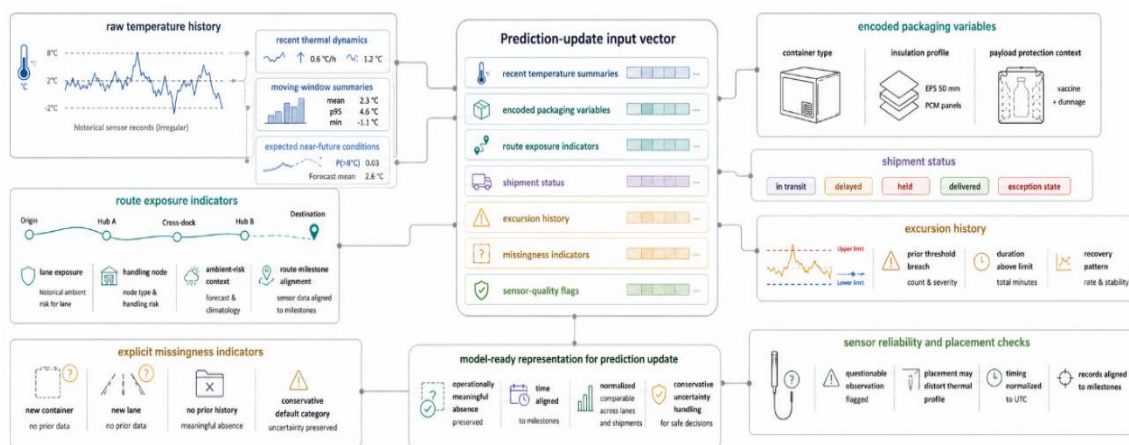 raw temperature history
8°C
2°C
-2°C
°C
°C
historical sensor records (irregular)
recent thermal dynamics
0.6 °C/h
1.2 °C
moving-window summaries
mean 2.3 °C
p95 4.6 °C
min -1.1 °C
expected near-future conditions
P(>8°C) 0.03
Forecast mean 2.6 °C
route exposure indicators
Origin
Hub A
Cross-dock
Hub B
Destination
lane exposure
historical ambient
risk for lane
handling node
node type &
handling risk
ambient-risk
context
forecast &
climatology
route milestone
alignment
sensor data aligned
to milestones
explicit missingness indicators
new container
no prior data
new lane
no prior data
no prior history
meaningful absence
conservative
default category
uncertainty preserved
Prediction-update input vector
recent temperature summaries ...
encoded packaging variables ...
route exposure indicators ...
shipment status ...
excursion history ...
missingness indicators ...
sensor-quality flags ...
model-ready representation for prediction update
operationally
meaningful
absence
preserved
time
aligned
to milestones
normalized
comparable
across lanes
and shipments
conservative
uncertainty
handling
for safe decisions
encoded packaging variables
container type
insulation profile
EPS 50 mm
PCM panels
payload protection context
vaccine
+ dunnage
shipment status
in transit
delayed
held
delivered
exception state
excursion history
Upper limit
Lower limit
prior threshold
breach
count & severity
duration
above limit
total minutes
recovery
pattern
rate & stability
sensor reliability and placement checks
questionable
observation
flagged
placement may
distort thermal
profile
timing
normalized
to UTC
records aligned
to milestones